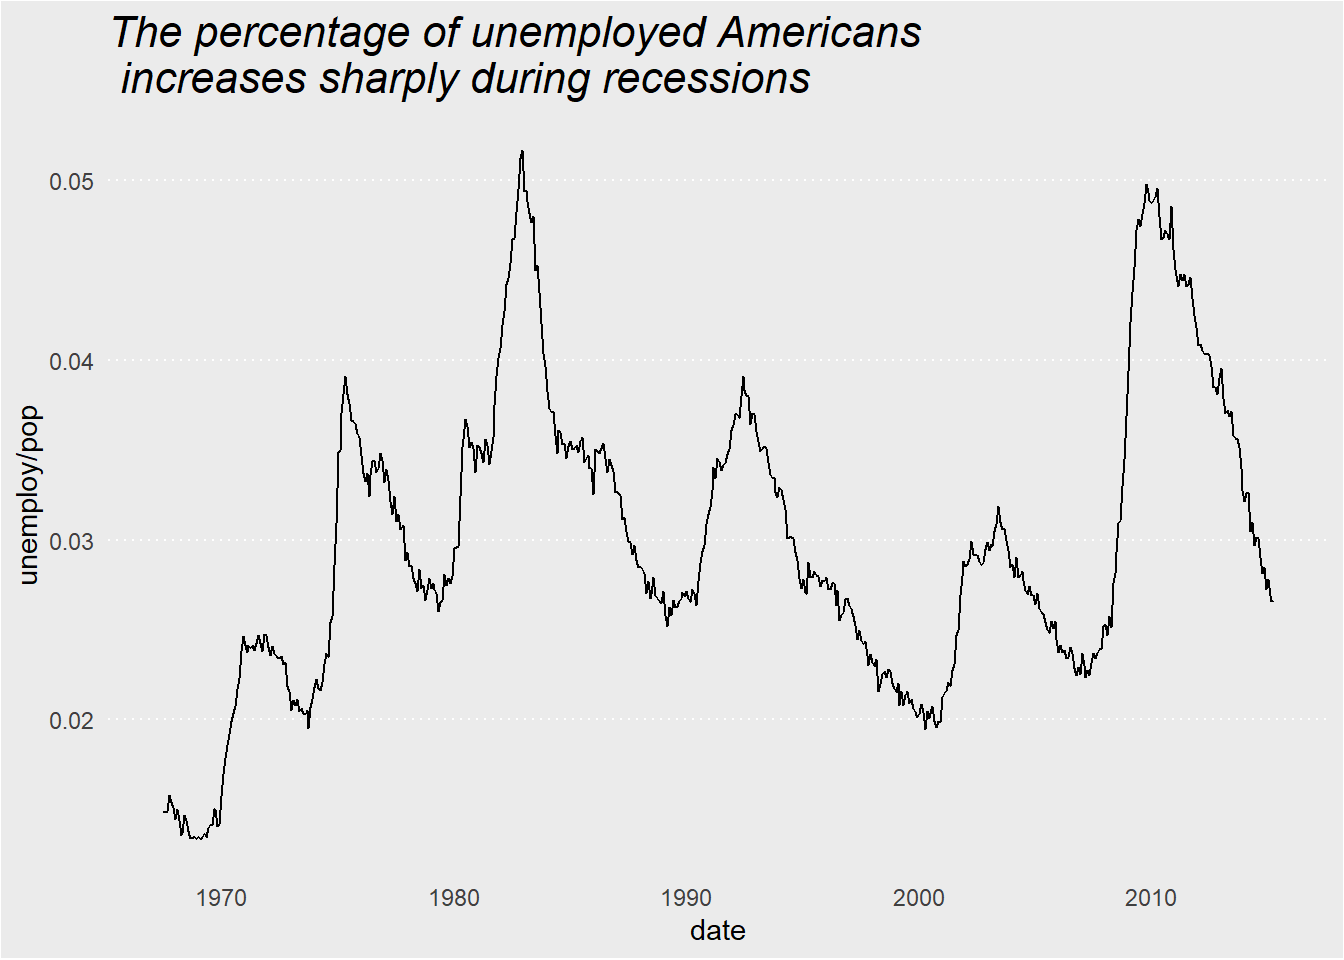 The percentage of unemployed Americans
increases sharply during recessions
0.05
0.04
0.03
0.02
unemploy/pop
1970 1980 1990 2000 2010
date